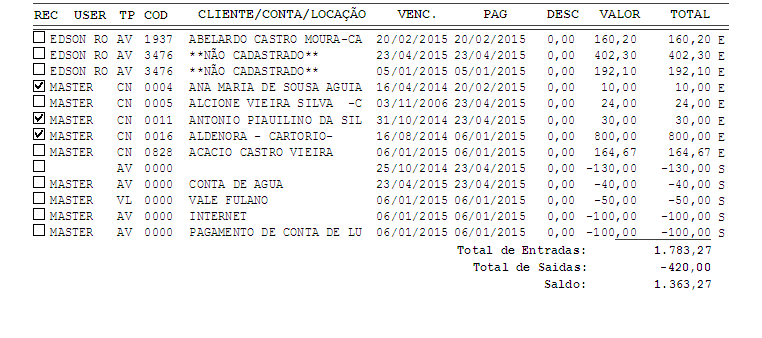 REC USER TP COD CLIENTE/CONTA/LOCAÇÃO VENC. PAG DESC VALOR TOTAL
EDSON RO AV 1937 ABELARDO CASTRO MOURA-CA 20/02/2015 20/02/2015 0,00 160,20 160,20 E
EDSON RO AV 3476 **NÃO CADASTRADO** 23/04/2015 23/04/2015 0,00 402,30 402,30 E
EDSON RO AV 3476 **NÃO CADASTRADO** 05/01/2015 05/01/2015 0,00 192,10 192,10 E
MASTER CN 0004 ANA MARIA DE SOUSA AGUIA 16/04/2014 20/02/2015 0,00 10,00 10,00 E
MASTER CN 0005 ALCIONE VIEIRA SILVA -C 03/11/2006 23/04/2015 0,00 24,00 24,00 E
MASTER CN 0011 ANTONIO PIAUILINO DA SIL 31/10/2014 23/04/2015 0,00 30,00 30,00 E
MASTER CN 0016 ALDENORA - CARTORIO- 16/08/2014 06/01/2015 0,00 800,00 800,00 E
MASTER CN 0828 ACACIO CASTRO VIEIRA 06/01/2015 06/01/2015 0,00 164,67 164,67 E
AV 0000 25/10/2014 23/04/2015 0,00 -130,00 -130,00 S
MASTER AV 0000 CONTA DE AGUA 23/04/2015 23/04/2015 0,00 -40,00 -40,00 S
MASTER VL 0000 VALE FULANO 06/01/2015 06/01/2015 0,00 -50,00 -50,00 S
MASTER AV 0000 INTERNET 06/01/2015 06/01/2015 0,00 -100,00 -100,00 S
MASTER AV 0000 PAGAMENTO DE CONTA DE LU 06/01/2015 06/01/2015 0,00 -100,00 -100,00 S
Total de Entradas: 1.783,27
Total de Saidas: -420,00
Saldo: 1.363,27